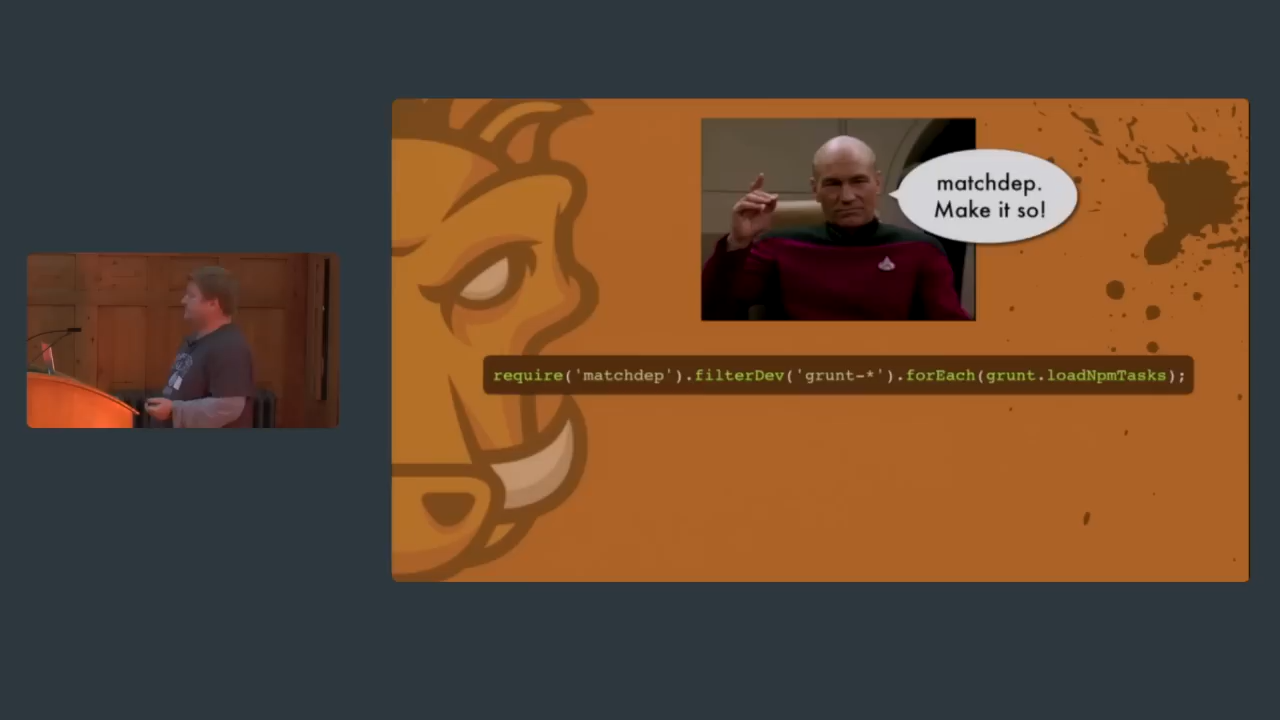 matchdep.
Make it so!
require('matchdep').filterDev('grunt-*').forEach(grunt.loadNpmTasks);